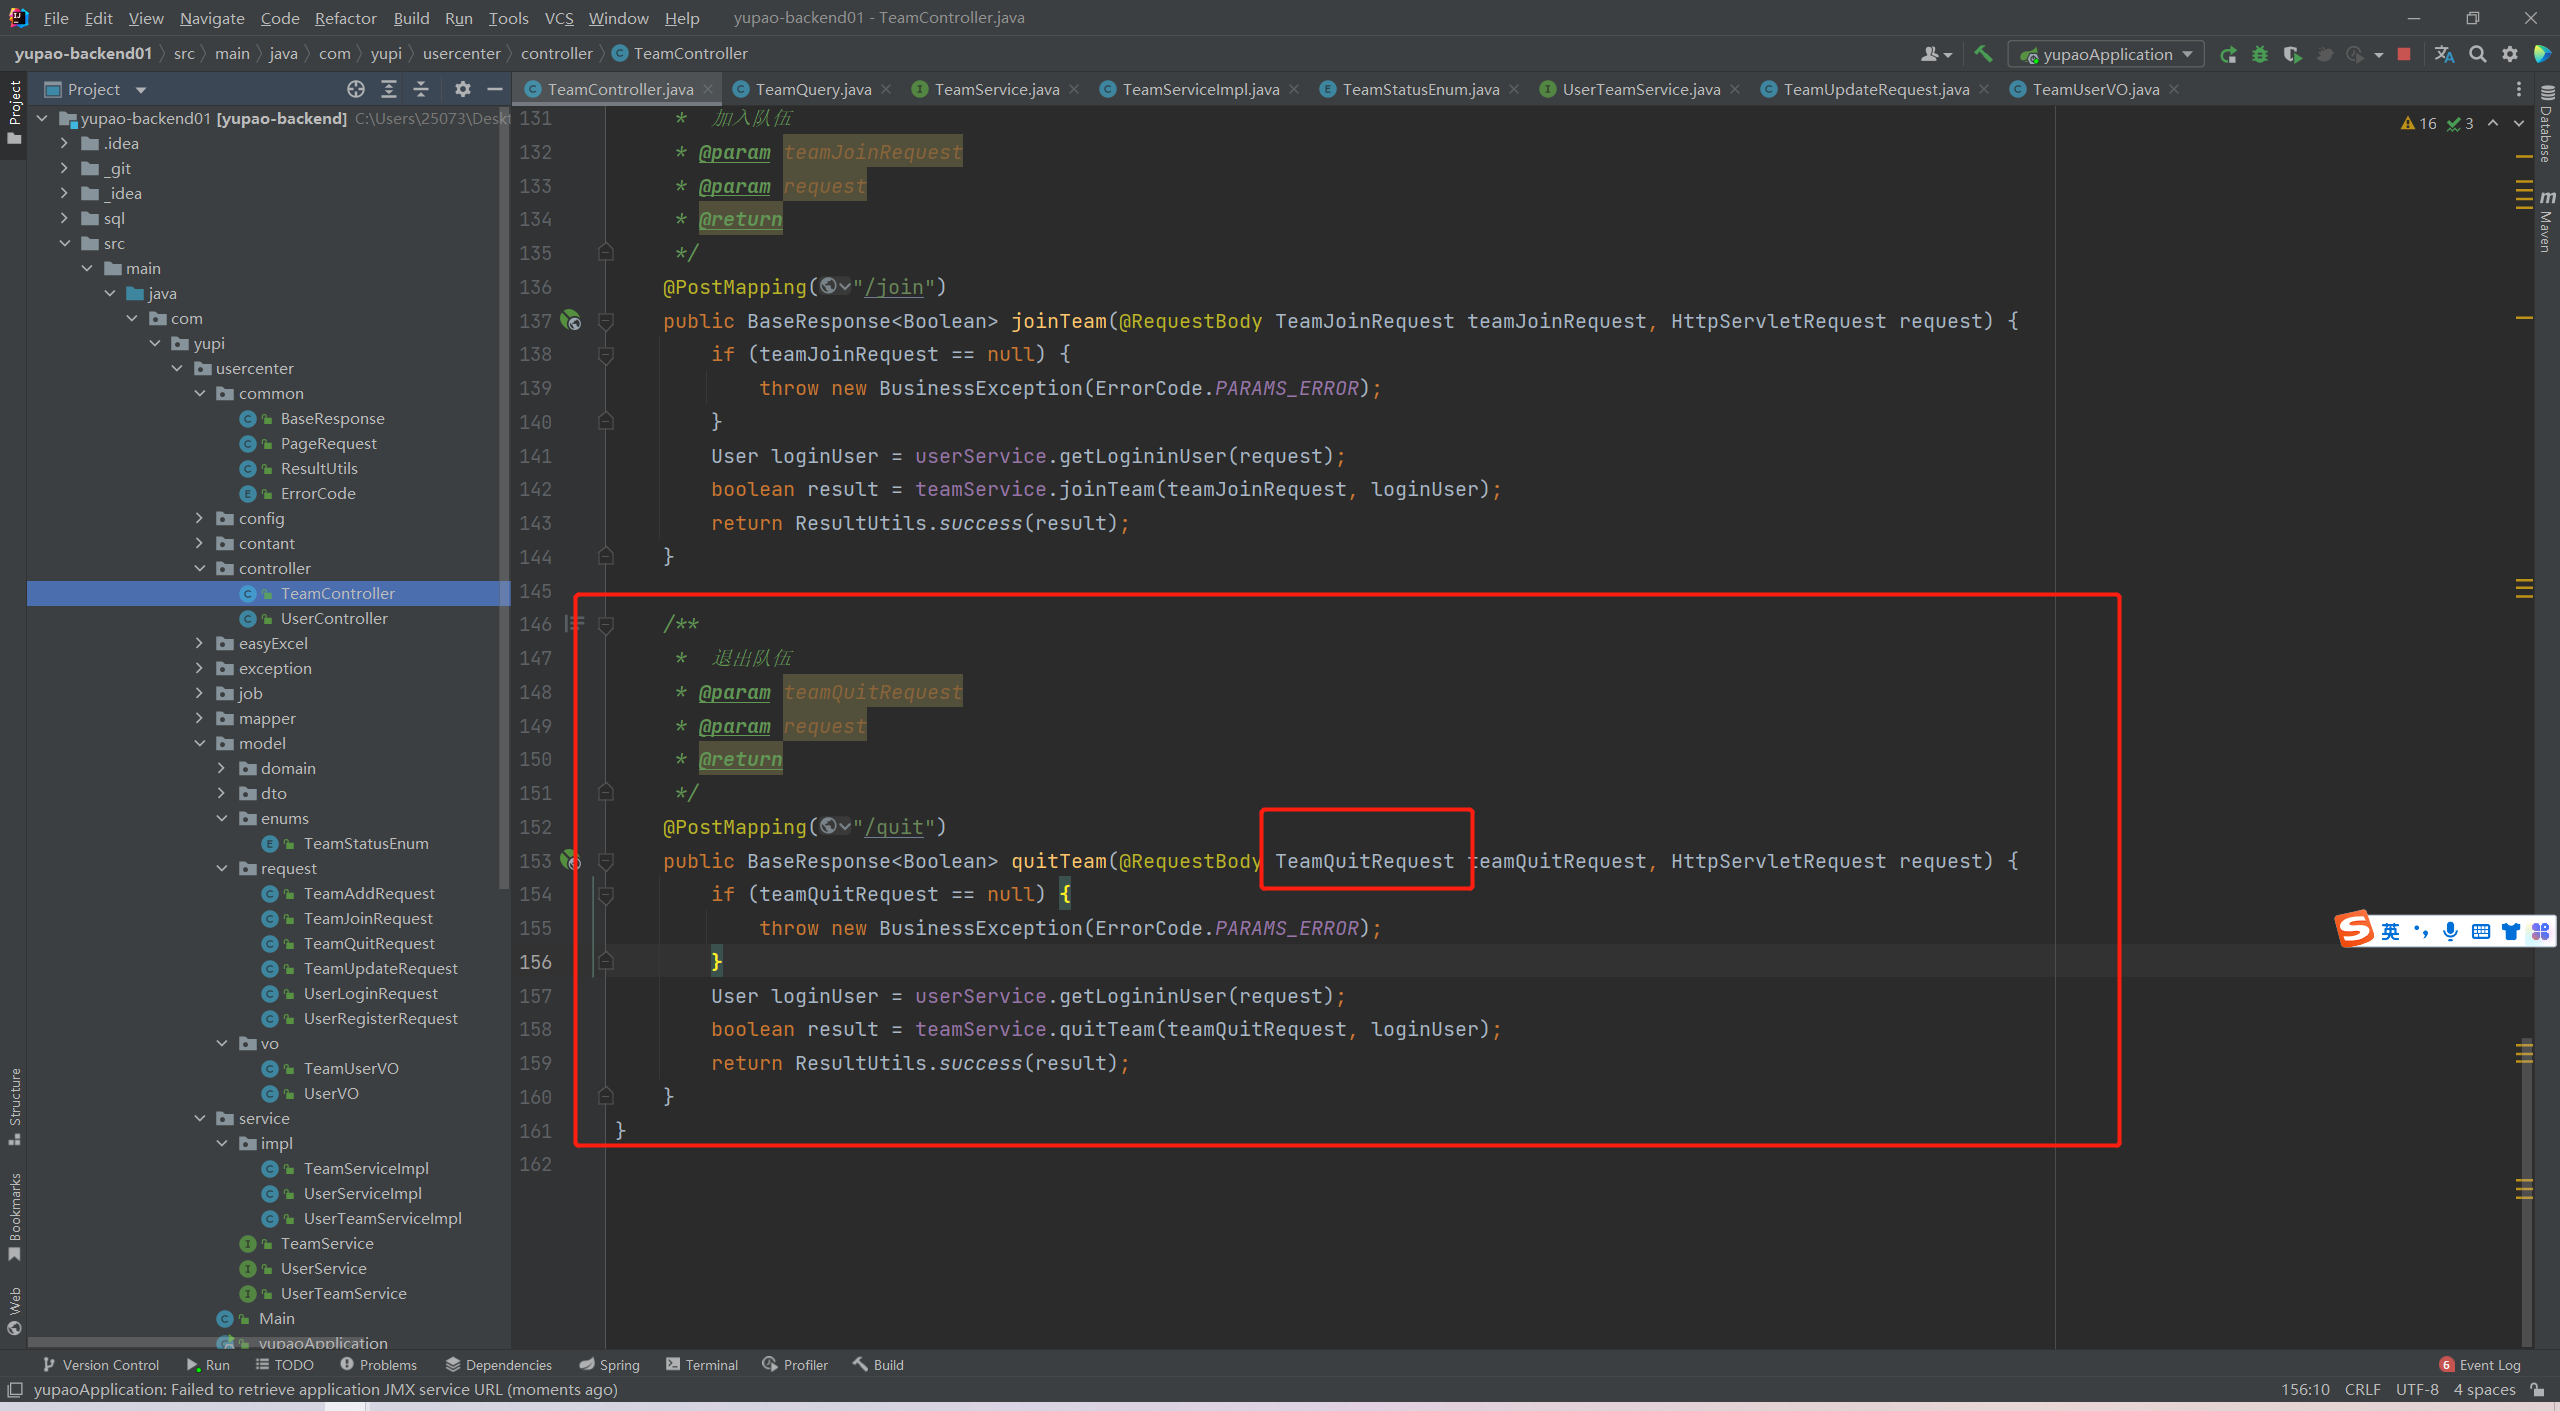 File Edit View Navigate Code Refactor Build Run Tools VCS Window Help yupao-backend01 - TeamController.java
yupao-backend01 src main java com yupi usercenter controller TeamController yupaoApplication
Project
TeamController.java TeamQuery.java TeamService.java TeamServiceImpl.java TeamStatusEnum.java UserTeamService.java TeamUpdateRequest.java TeamUserVO.java
Project
Structure
Bookmarks
Web
yupao-backend01 [yupao-backend] C:\Users\25073\Deskt
.idea
_git
_idea
sql
src
main
java
com
yupi
usercenter
common
BaseResponse
PageRequest
ResultUtils
ErrorCode
config
contant
controller
TeamController
UserController
easyExcel
exception
job
mapper
model
domain
dto
enums
TeamStatusEnum
request
TeamAddRequest
TeamJoinRequest
TeamQuitRequest
TeamUpdateRequest
UserLoginRequest
UserRegisterRequest
vo
TeamUserVO
UserVO
service
impl
TeamServiceImpl
UserServiceImpl
UserTeamServiceImpl
TeamService
UserService
UserTeamService
Main
yupaoApplication
131 * 加入队伍
132 * @param teamJoinRequest
133 * @param request
134 * @return
135 */
136 @PostMapping("/join")
137 public BaseResponse<Boolean> joinTeam(@RequestBody TeamJoinRequest teamJoinRequest, HttpServletRequest request) {
138 if (teamJoinRequest == null) {
139 throw new BusinessException(ErrorCode.PARAMS_ERROR);
140 }
141 User loginUser = userService.getLogininUser(request);
142 boolean result = teamService.joinTeam(teamJoinRequest, loginUser);
143 return ResultUtils.success(result);
144 }
145
146 /**
147 * 退出队伍
148 * @param teamQuitRequest
149 * @param request
150 * @return
151 */
152 @PostMapping("/quit")
153 public BaseResponse<Boolean> quitTeam(@RequestBody TeamQuitRequest teamQuitRequest, HttpServletRequest request) {
154 if (teamQuitRequest == null) {
155 throw new BusinessException(ErrorCode.PARAMS_ERROR);
156 }
157 User loginUser = userService.getLogininUser(request);
158 boolean result = teamService.quitTeam(teamQuitRequest, loginUser);
159 return ResultUtils.success(result);
160 }
161 }
162
16 3
Database
m Maven
英
Version Control Run TODO Problems Dependencies Spring Terminal Profiler Build 6 Event Log
yupaoApplication: Failed to retrieve application JMX service URL (moments ago) 156:10 CRLF UTF-8 4 spaces